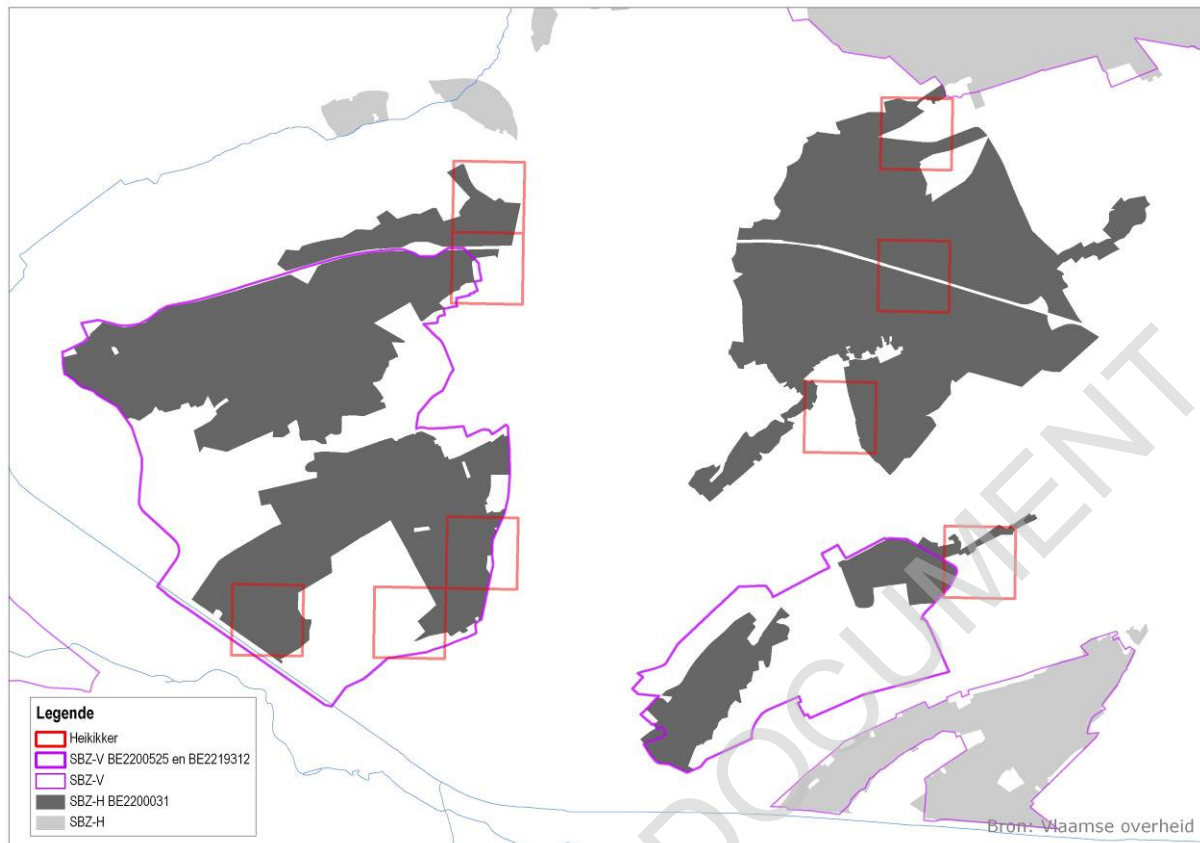 Legende
Heikikker
SBZ-V BE2200525 en BE2219312
SBZ-V
SBZ-H BE2200031
SBZ-H
DOCUMENT
Bron: Vlaamse overheid